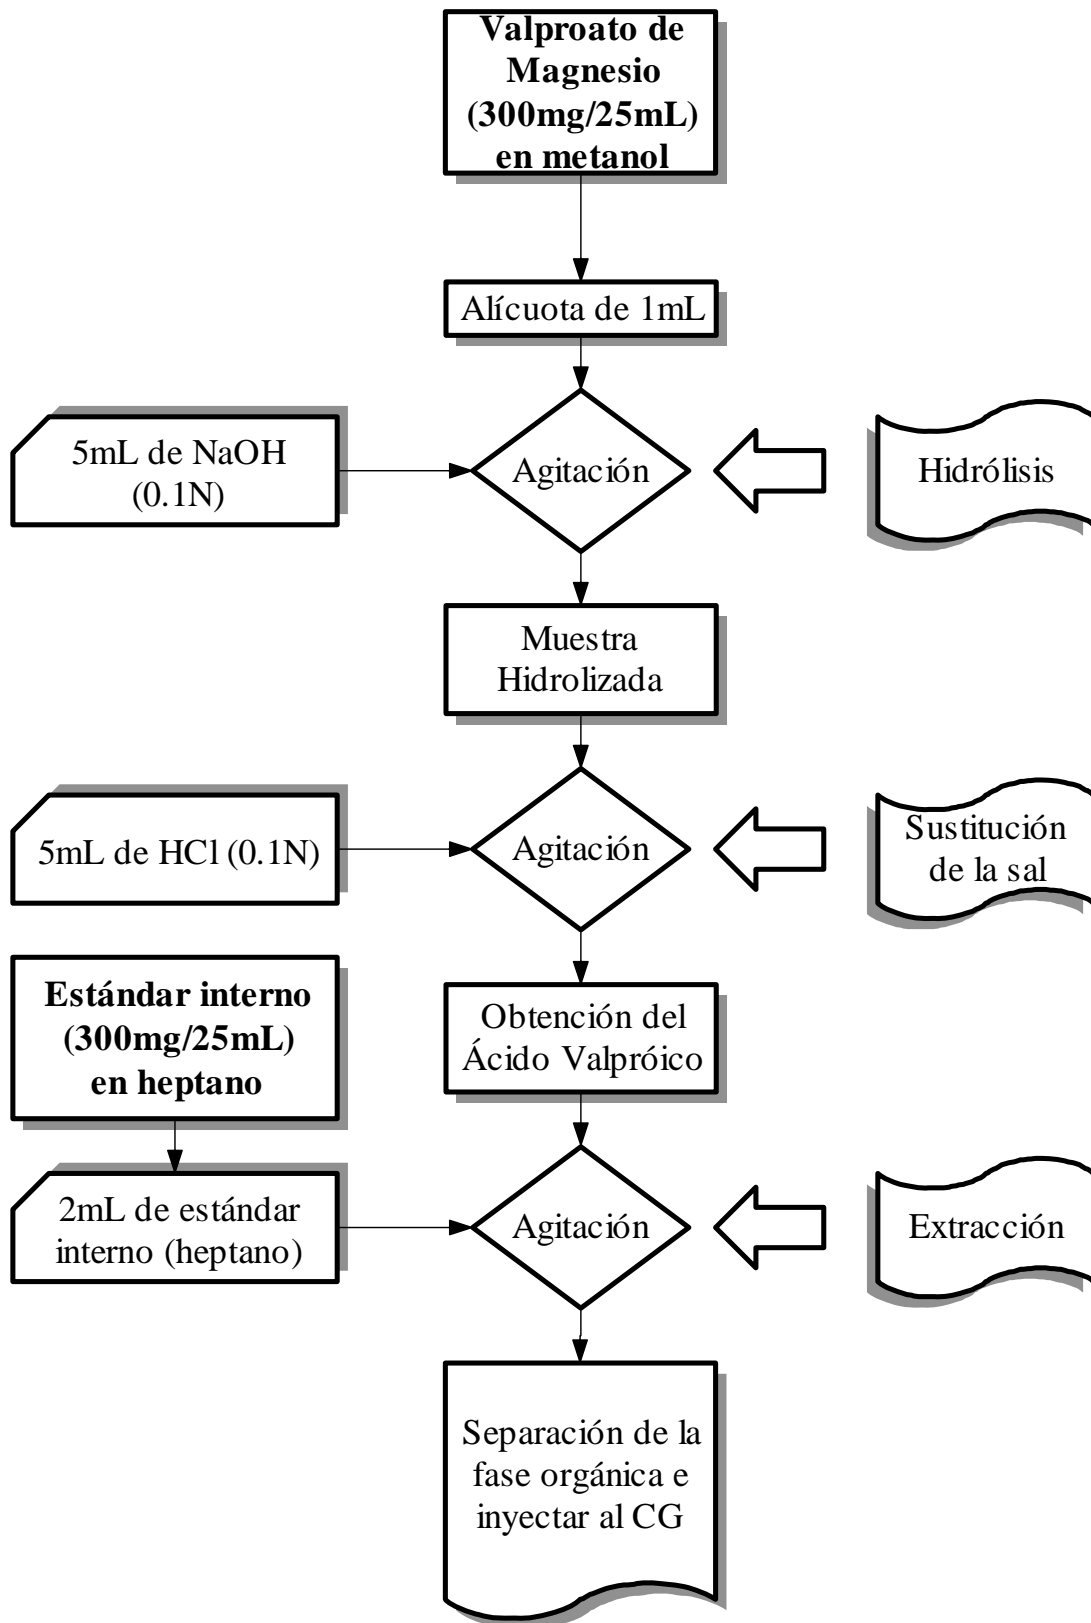 Valproato de
Magnesio
(300mg/25mL)
en metanol
Alícuota de 1mL
5mL de NaOH
(0.1N)
Agitación
Hidrólisis
Muestra
Hidrolizada
5mL de HCl (0.1N)
Agitación
Sustitución
de la sal
Estándar interno
(300mg/25mL)
en heptano
Obtención del
Ácido Valpróico
2mL de estándar
interno (heptano)
Agitación
Extracción
Separación de la
fase orgánica e
inyectar al CG